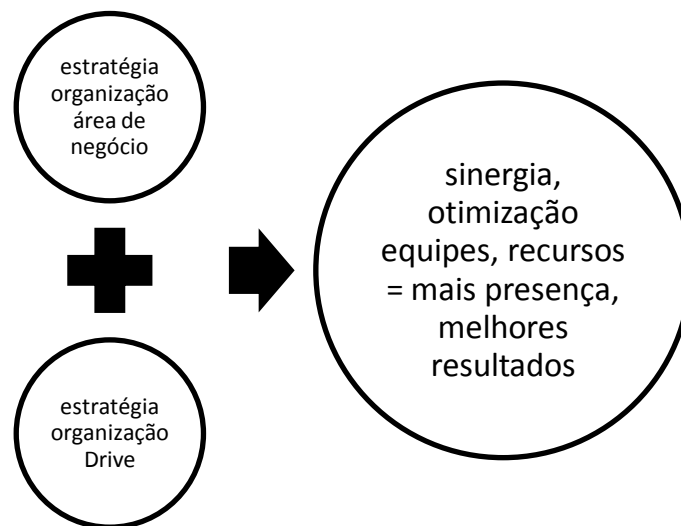 estratégia
organização
área de
negócio
estratégia
organização
Drive
sinergia,
otimização
equipes, recursos
= mais presença,
melhores
resultados